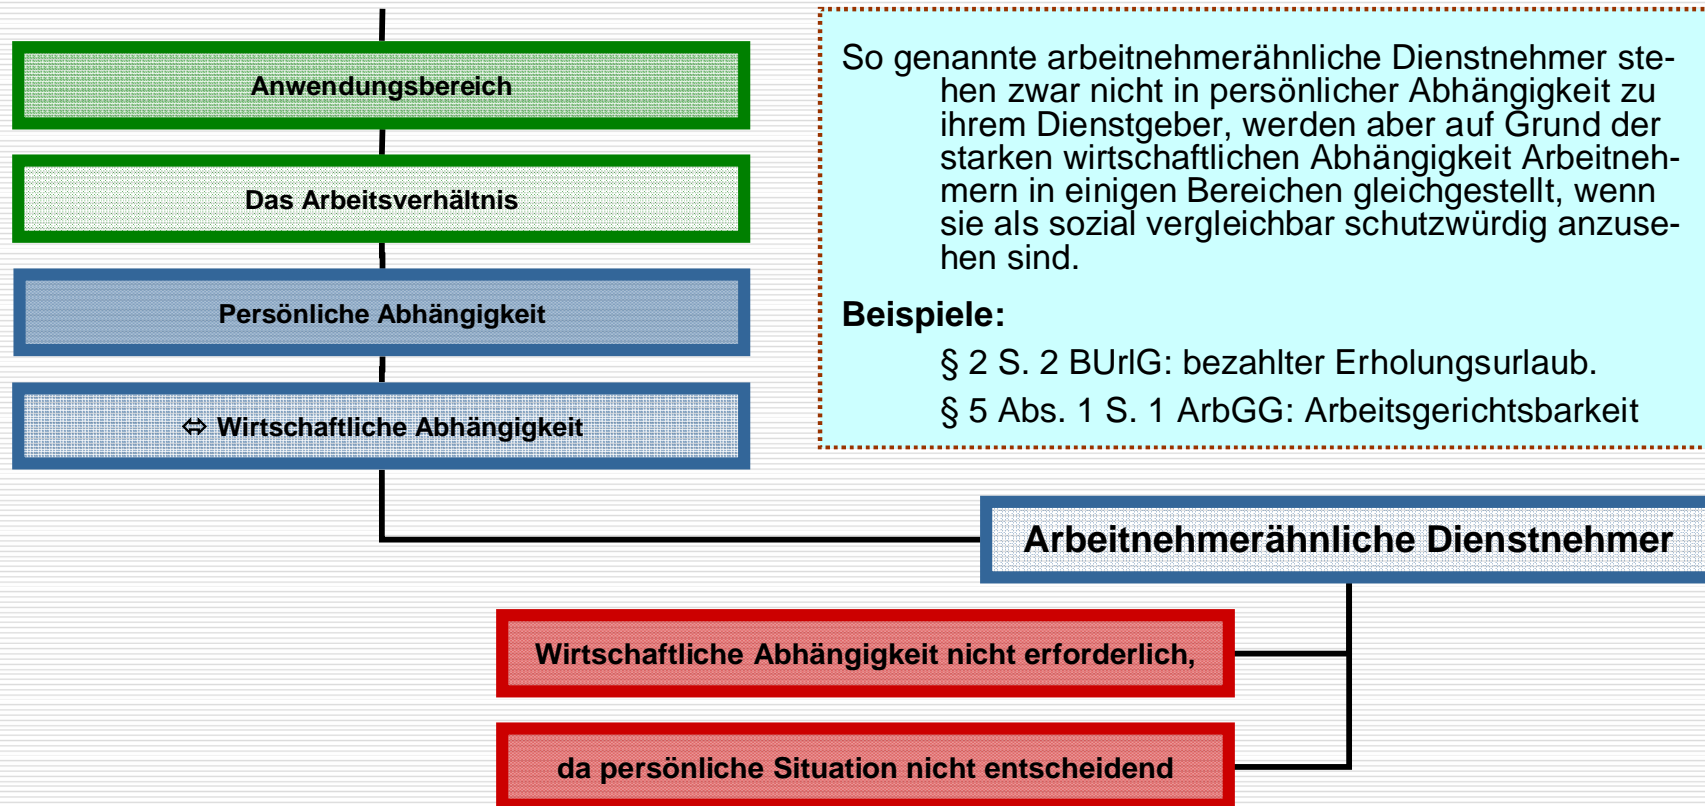 Anwendungsbereich
Das Arbeitsverhältnis
Persönliche Abhängigkeit
⇔ Wirtschaftliche Abhängigkeit
So genannte arbeitnehmerähnliche Dienstnehmer ste-
hen zwar nicht in persönlicher Abhängigkeit zu
ihrem Dienstgeber, werden aber auf Grund der
starken wirtschaftlichen Abhängigkeit Arbeitneh-
mern in einigen Bereichen gleichgestellt, wenn
sie als sozial vergleichbar schutzwürdig anzuse-
hen sind.
Beispiele:
§ 2 S. 2 BUrlG: bezahlter Erholungsurlaub.
§ 5 Abs. 1 S. 1 ArbGG: Arbeitsgerichtsbarkeit
Arbeitnehmerähnliche Dienstnehmer
Wirtschaftliche Abhängigkeit nicht erforderlich,
da persönliche Situation nicht entscheidend